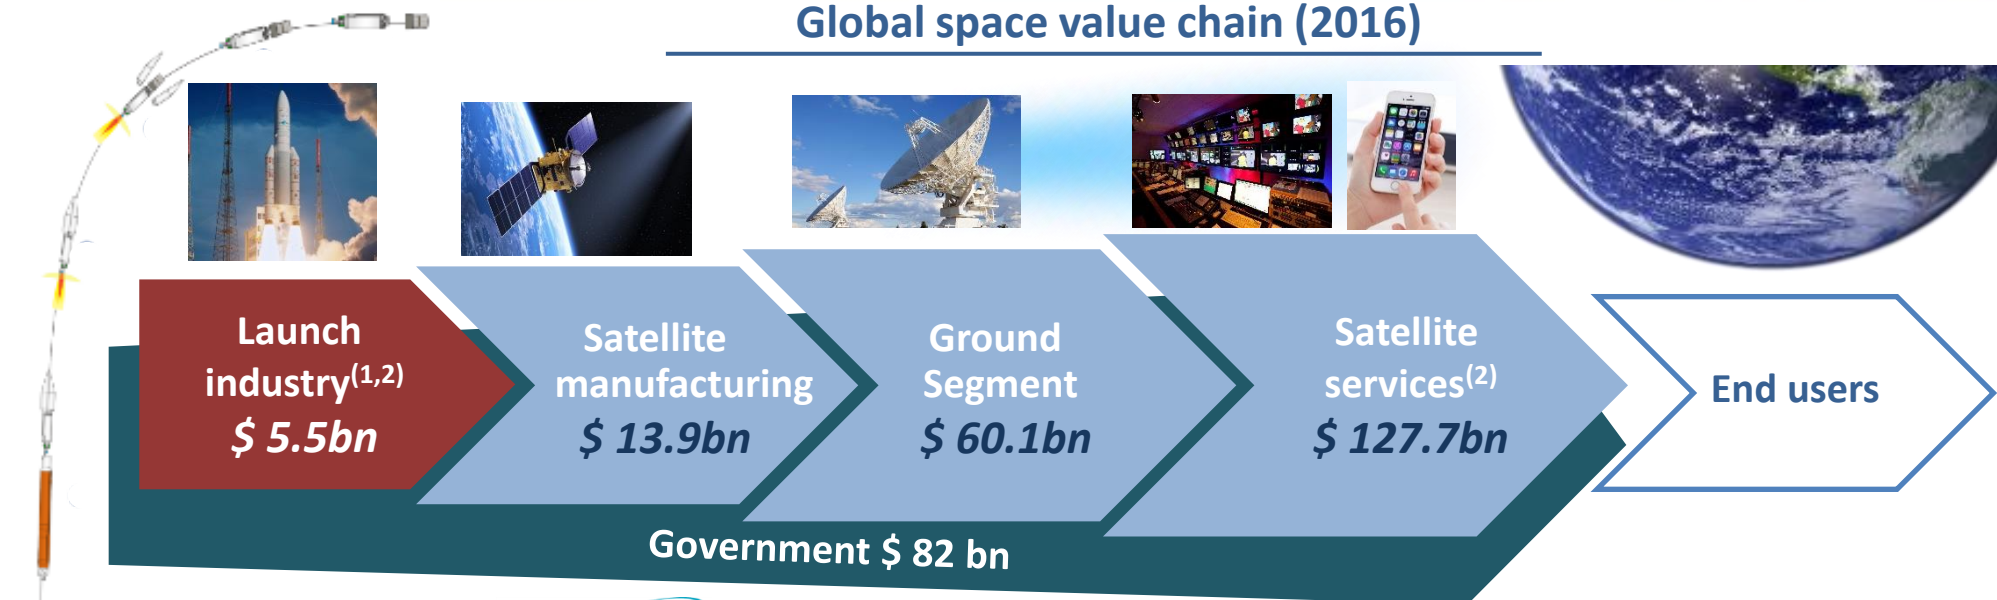 Global space value chain (2016)
Launch
industry(1,2)
$ 5.5bn
Satellite
manufacturing
$ 13.9bn
Ground
Segment
$ 60.1bn
Satellite
services(2)
$ 127.7bn
End users
Government $ 82 bn